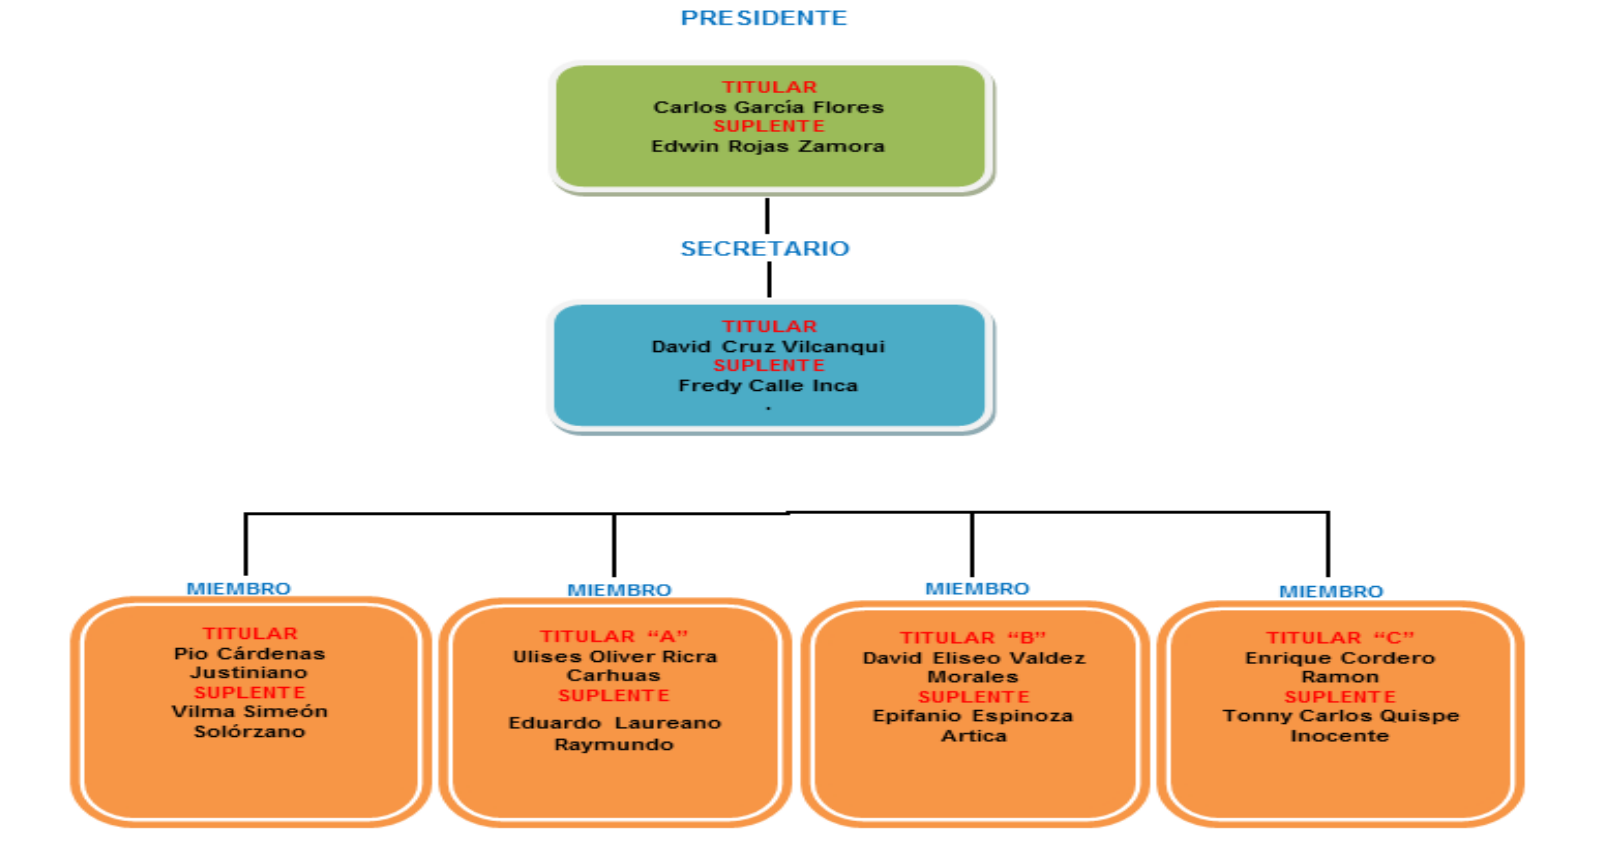 PRESIDENTE
TITULAR
Carlos García Flores
SUPLENTE
Edwin Rojas Zamora
SECRETARIO
TITULAR
David Cruz Vilcanqui
SUPLENTE
Fredy Calle Inca
.
MIEMBRO
TITULAR
Pio Cárdenas
Justiniano
SUPLENTE
Vilma Simeón
Solórzano
MIEMBRO
TITULAR “A”
Ulises Oliver Ricra
Carhuas
SUPLENTE
Eduardo Laureano
Raymundo
MIEMBRO
TITULAR “B”
David Eliseo Valdez
Morales
SUPLENTE
Epifanio Espinoza
Artica
MIEMBRO
TITULAR “C”
Enrique Cordero
Ramon
SUPLENTE
Tonny Carlos Quispe
Inocente